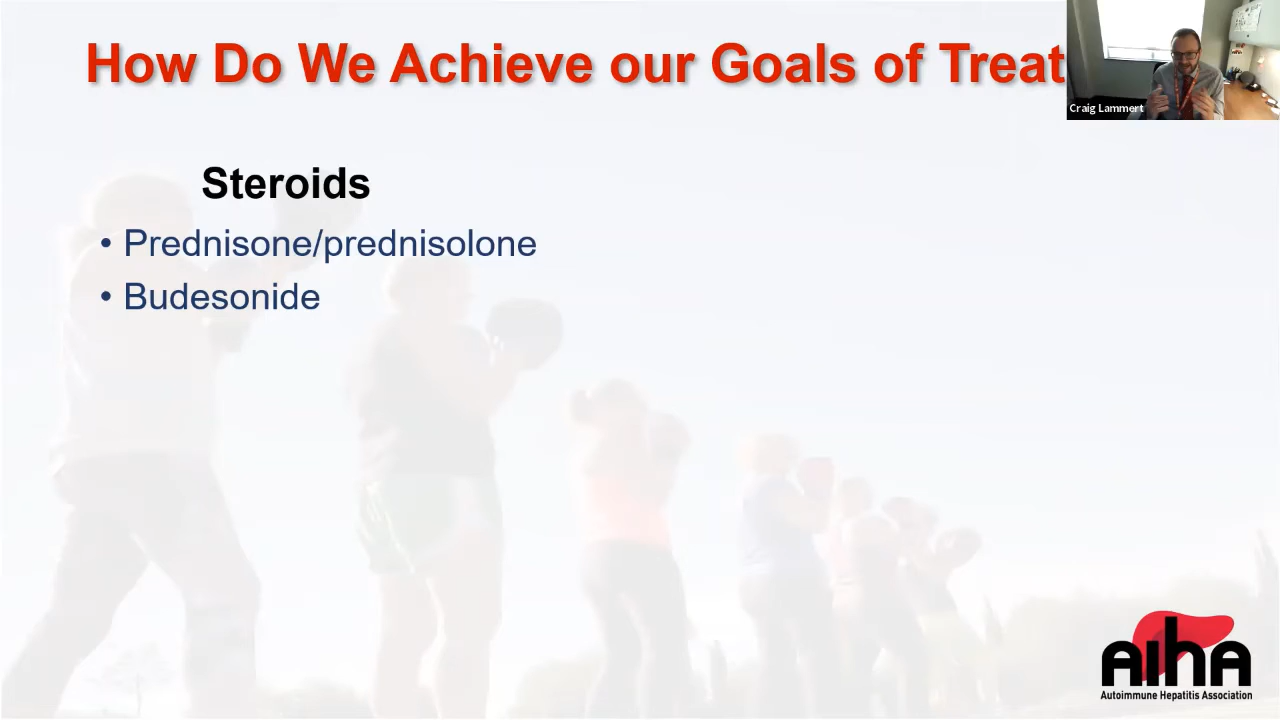 How Do We Achieve our Goals of Treat
Craig Lammert
Steroids
• Prednisone/prednisolone
• Budesonide
AIHA
Autoimmune Hepatitis Association